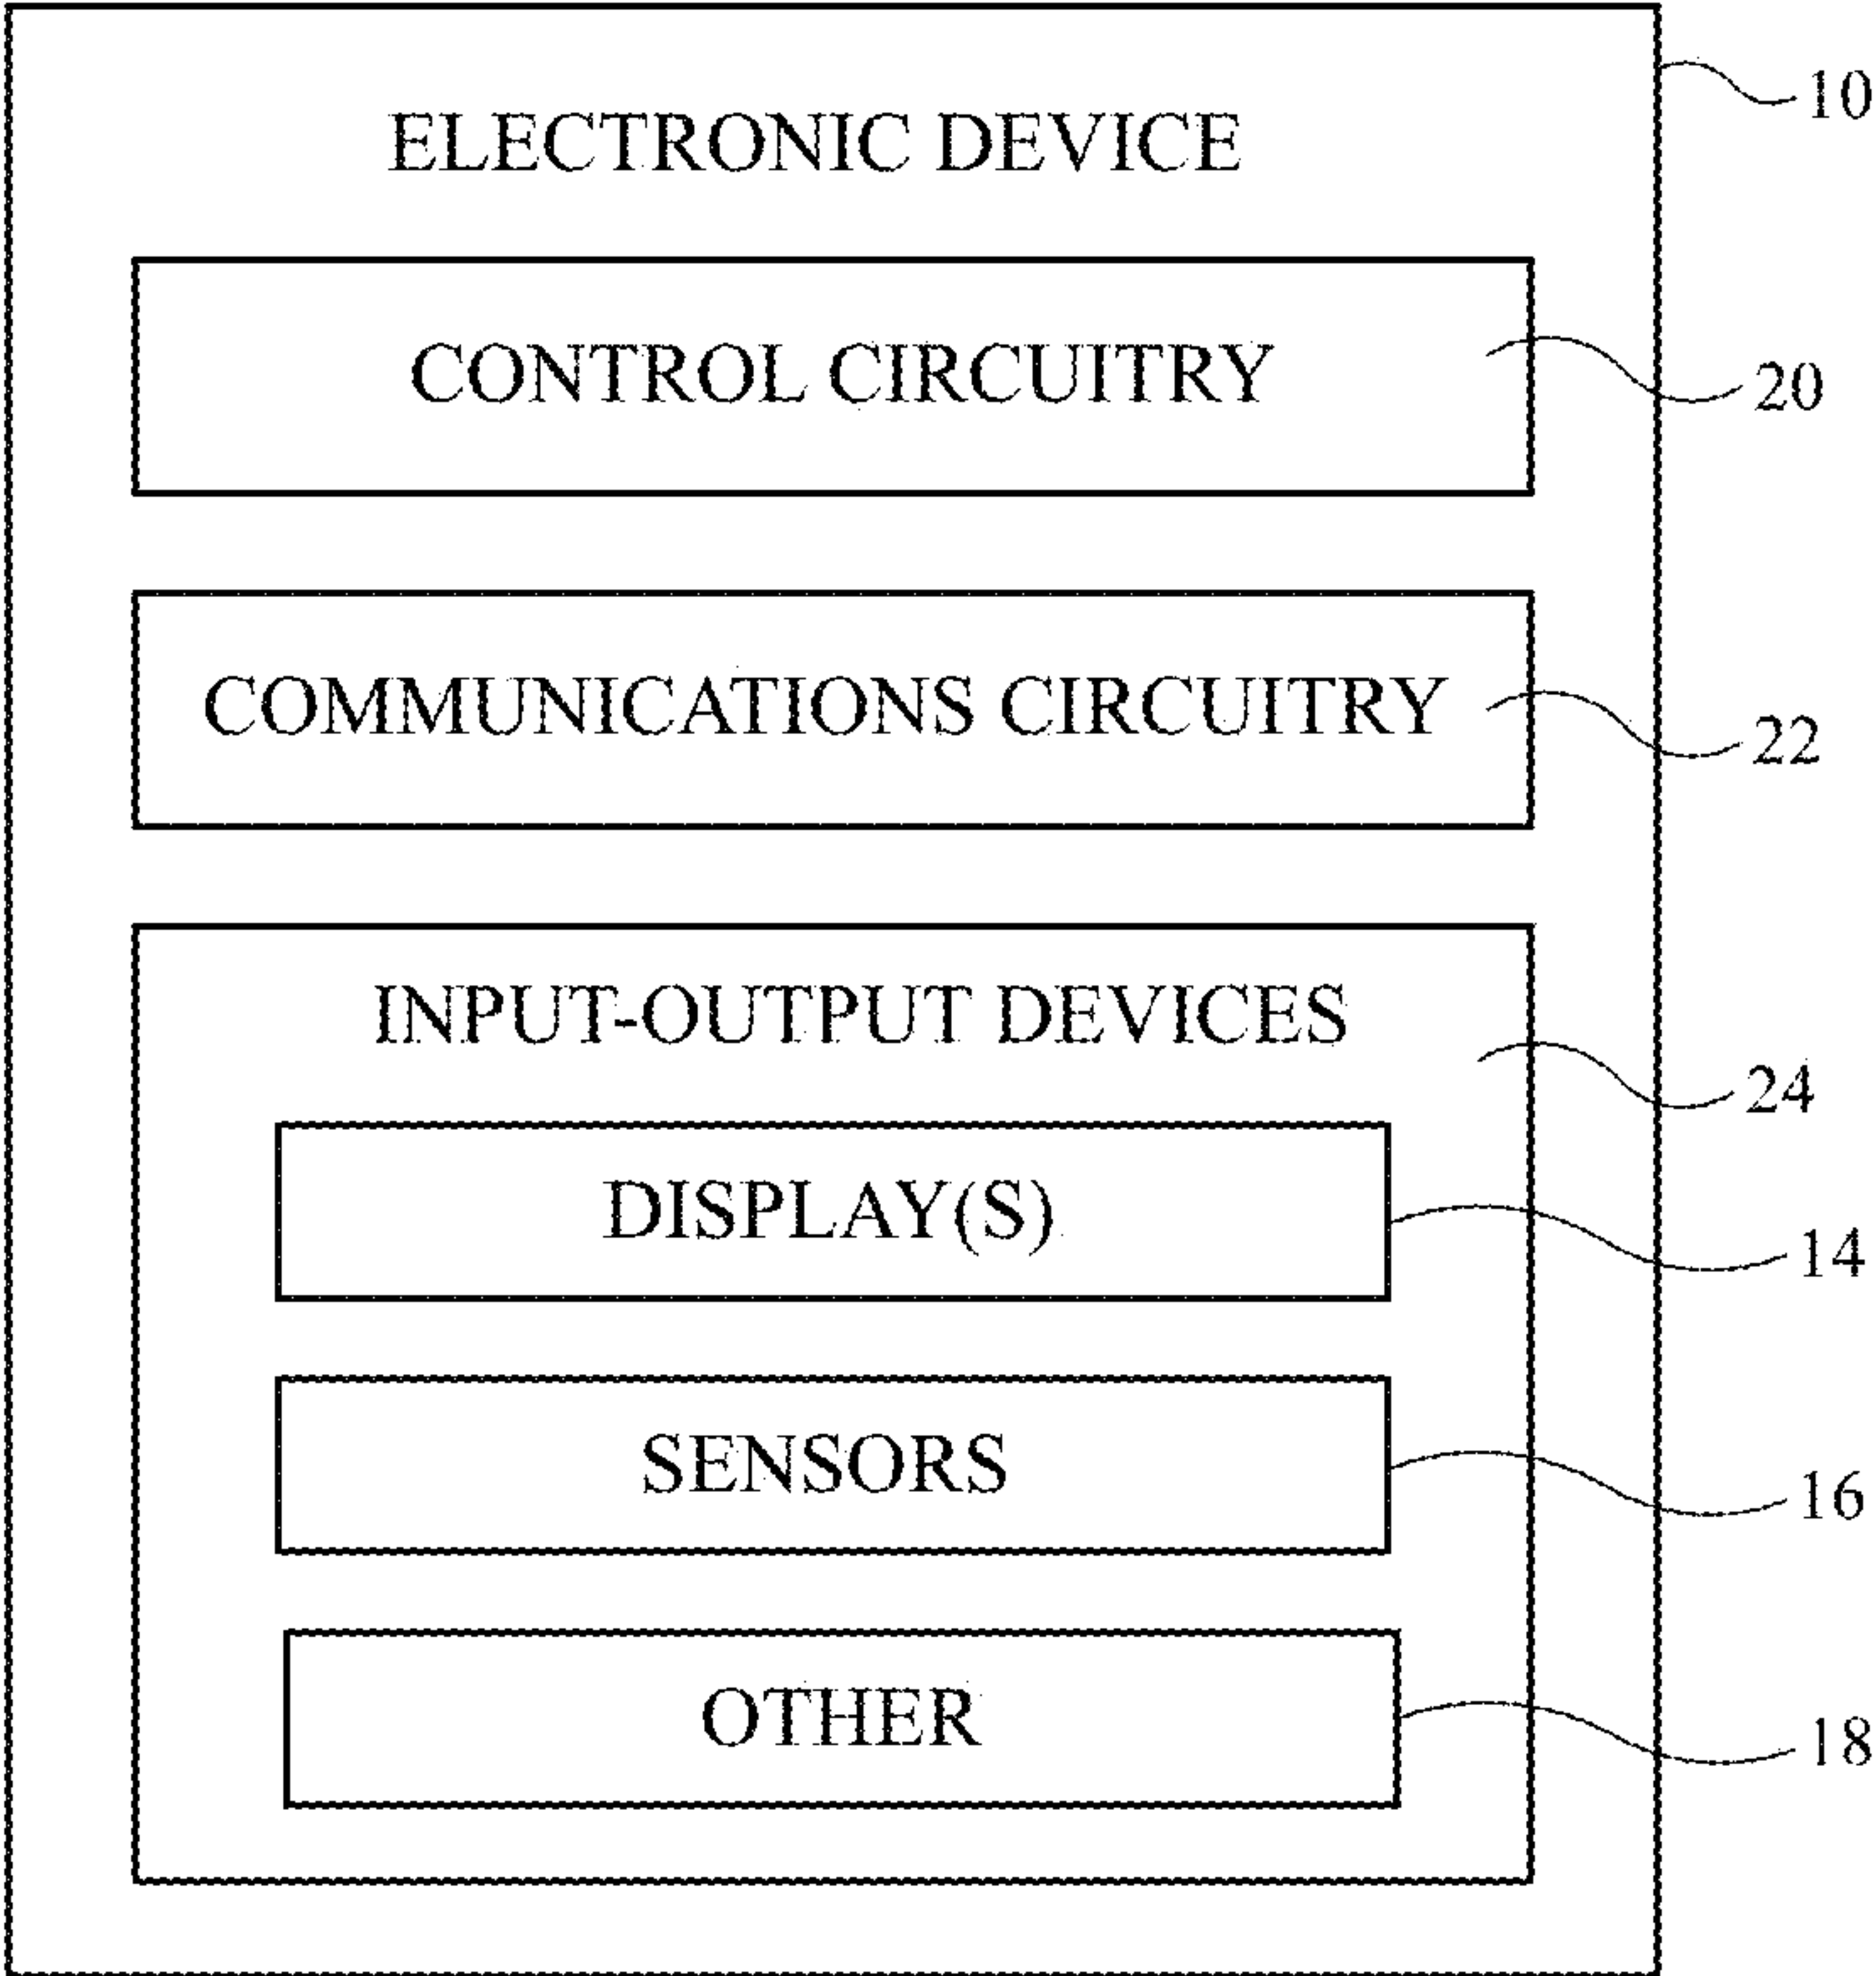 ELECTRONIC DEVICE
10
CONTROL CIRCUITRY
20
COMMUNICATIONS CIRCUITRY
22
INPUT-OUTPUT DEVICES
24
DISPLAY(S)
14
SENSORS
16
OTHER
18